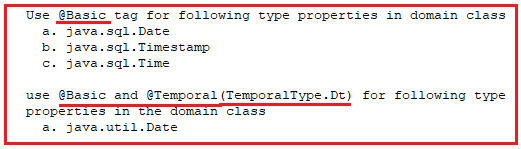 Use @Basic tag for following type properties in domain class
a. java.sql.Date
b. java.sql.Timestamp
c. java.sql.Time
use @Basic and @Temporal(TemporalType.Dt) for following type
properties in the domain class
a. java.util.Date